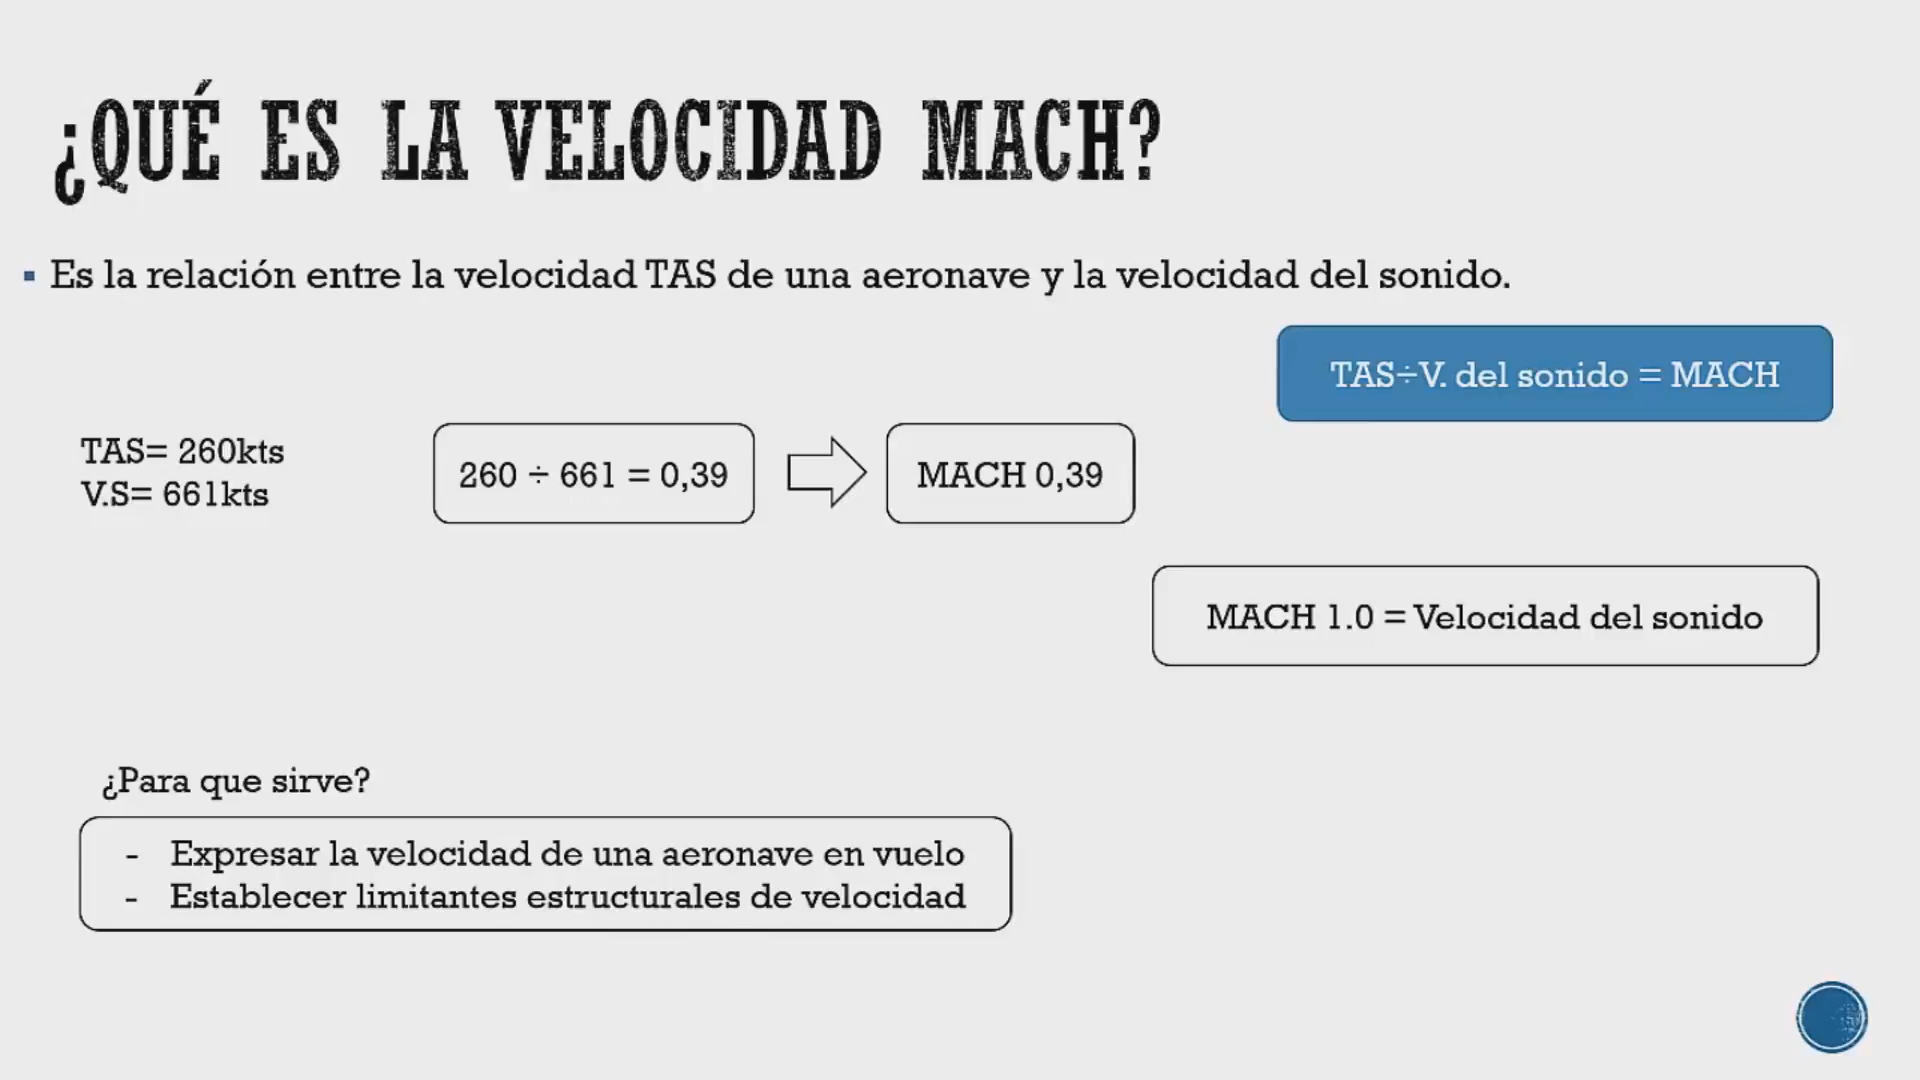 ¿QUÉ ES LA VELOCIDAD MACH?
▪ Es la relación entre la velocidad TAS de una aeronave y la velocidad del sonido.
TAS÷V. del sonido = MACH
TAS= 260kts
V.S= 661kts
260 ÷ 661 = 0,39
MACH 0,39
MACH 1.0 = Velocidad del sonido
¿Para que sirve?
- Expresar la velocidad de una aeronave en vuelo
- Establecer limitantes estructurales de velocidad